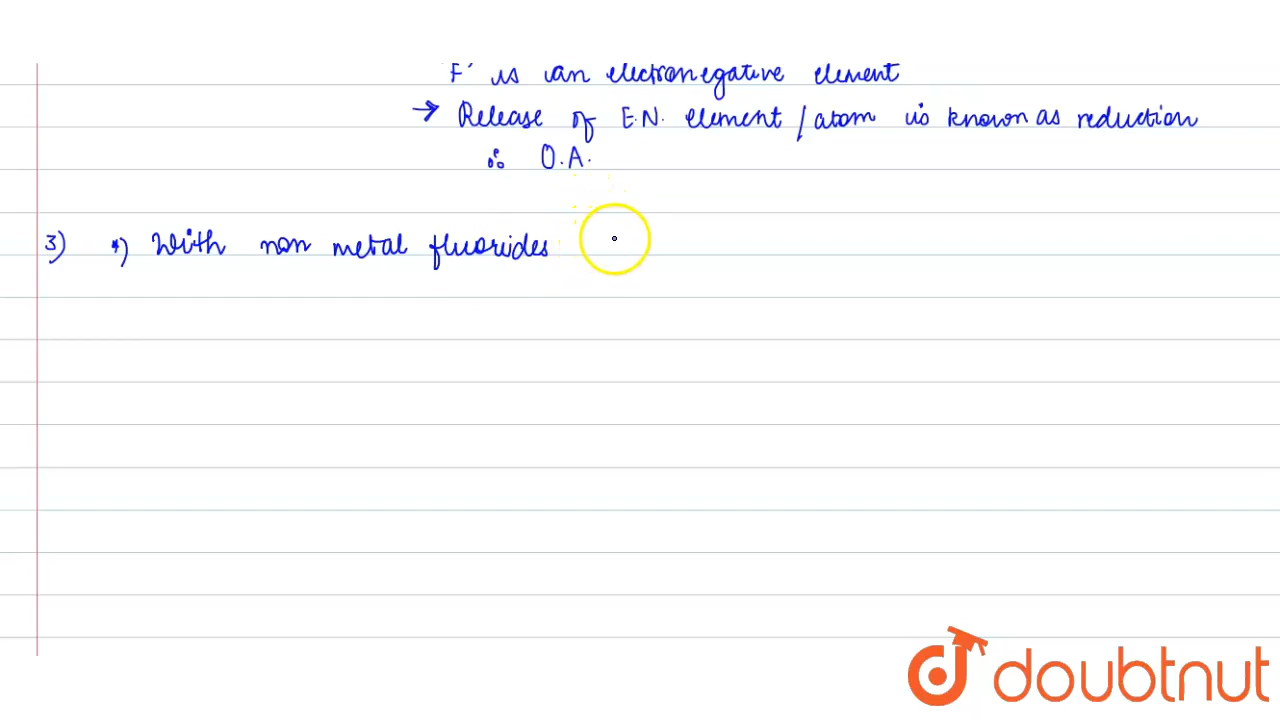 'F' is an electronegative element
→ Release of E.N. element / atom is known as reduction
∴ O.A.
3) *) With non metal fluorides
doubtnut